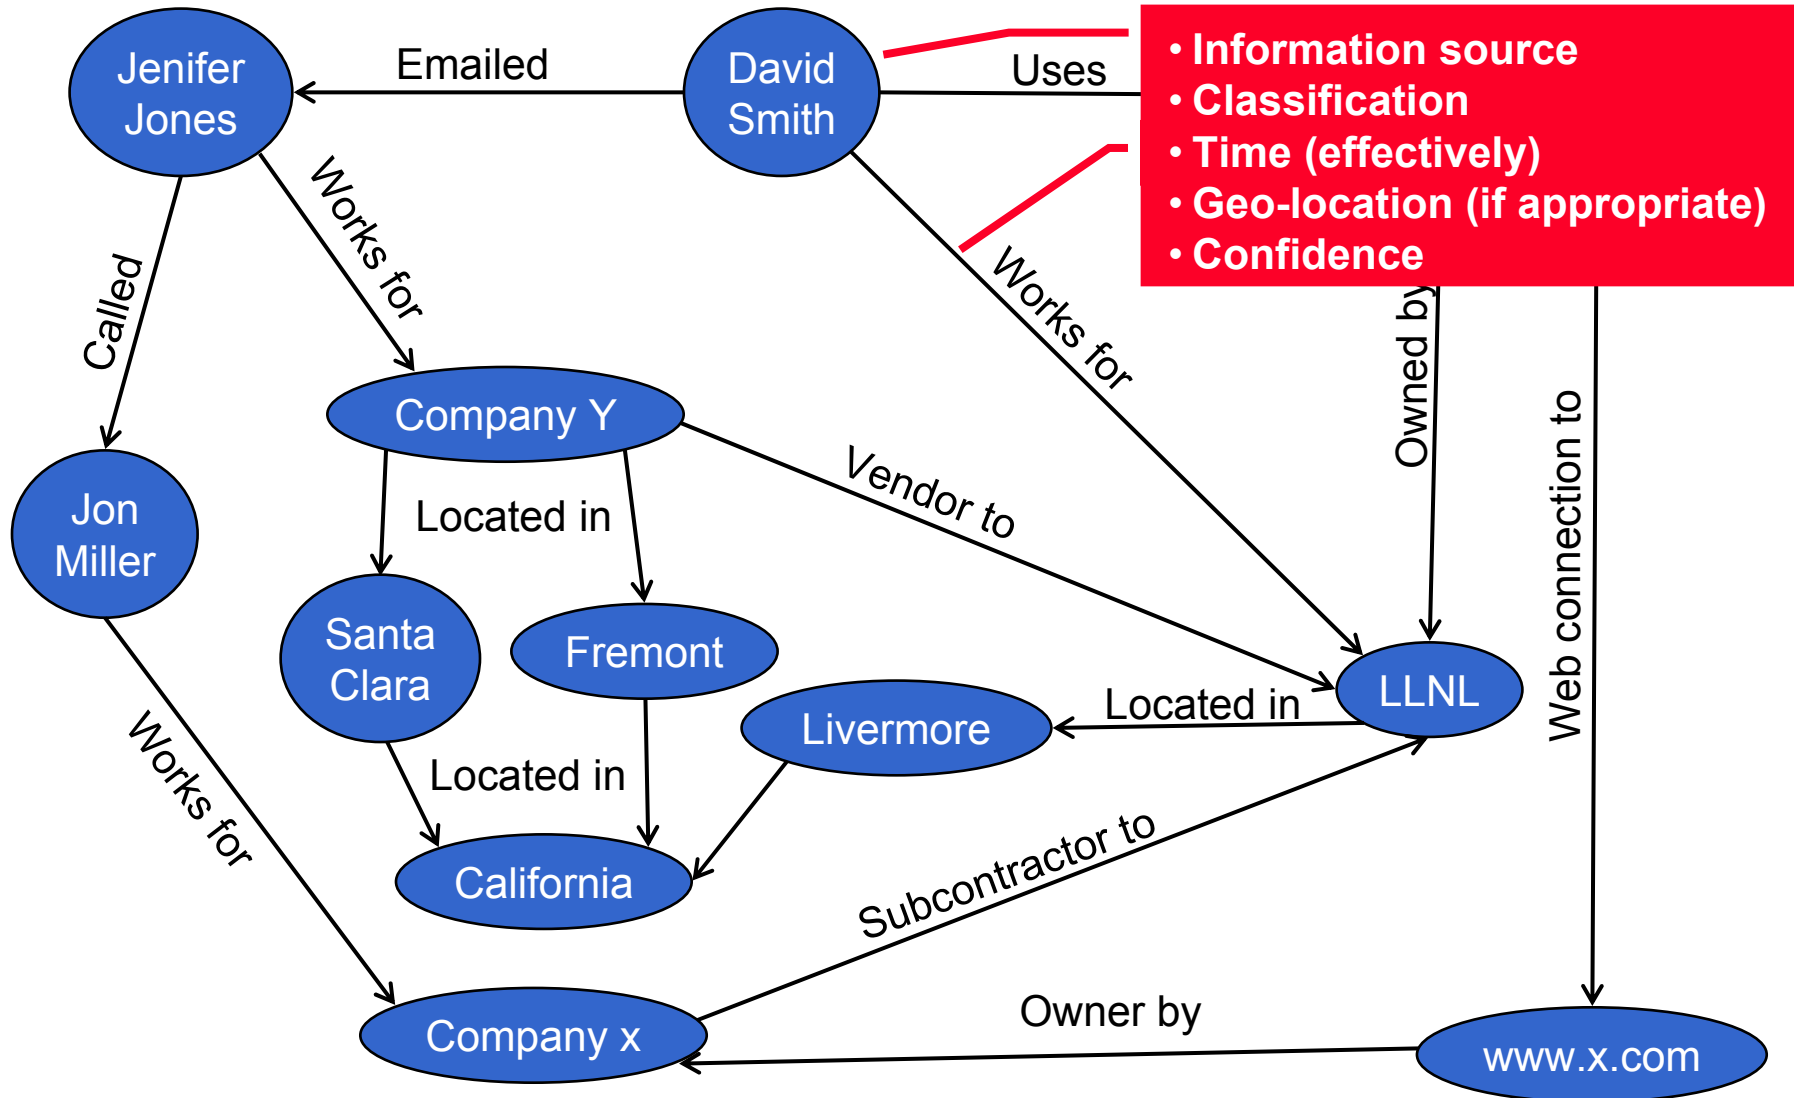 Jenifer
Jones
Emailed
David
Smith
Uses
• Information source
• Classification
• Time (effectively)
• Geo-location (if appropriate)
• Confidence
Works for
Called
Works for
Owned by
Company Y
Vendor to
Web connection to
Jon
Miller
Located in
Santa
Clara
Fremont
Livermore
Located in
LLNL
Works for
Located in
California
Subcontractor to
Company x
Owner by
www.x.com